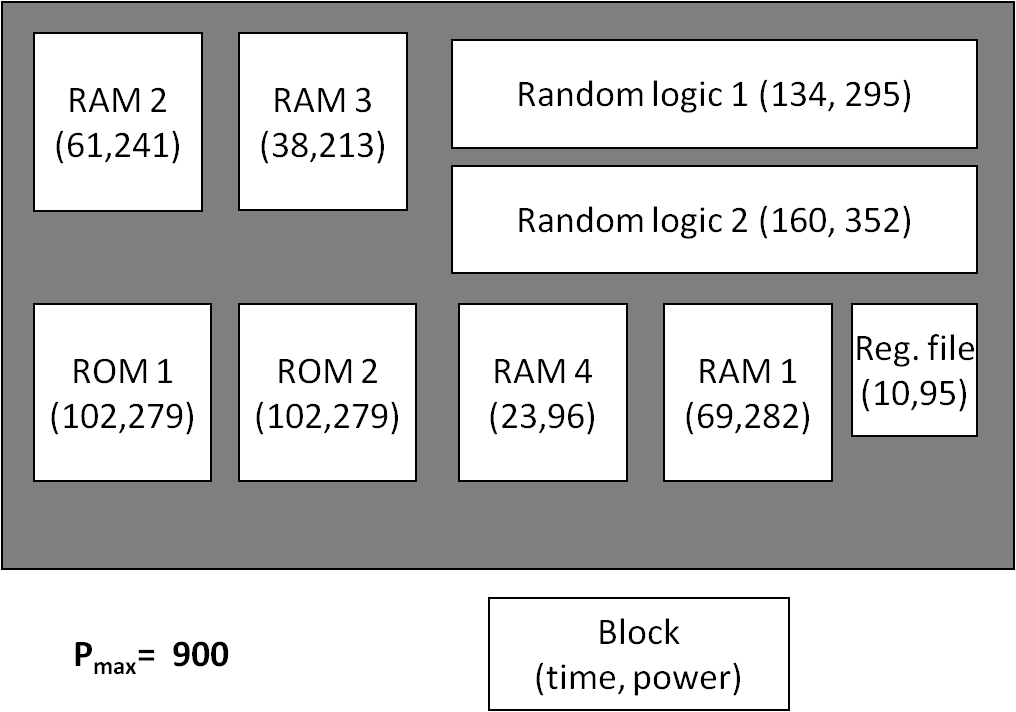 RAM 2
(61,241)
RAM 3
(38,213)
Random logic 1 (134, 295)
Random logic 2 (160, 352)
ROM 1
(102,279)
ROM 2
(102,279)
RAM 4
(23,96)
RAM 1
(69,282)
Reg. file
(10,95)
Pmax= 900
Block
(time, power)